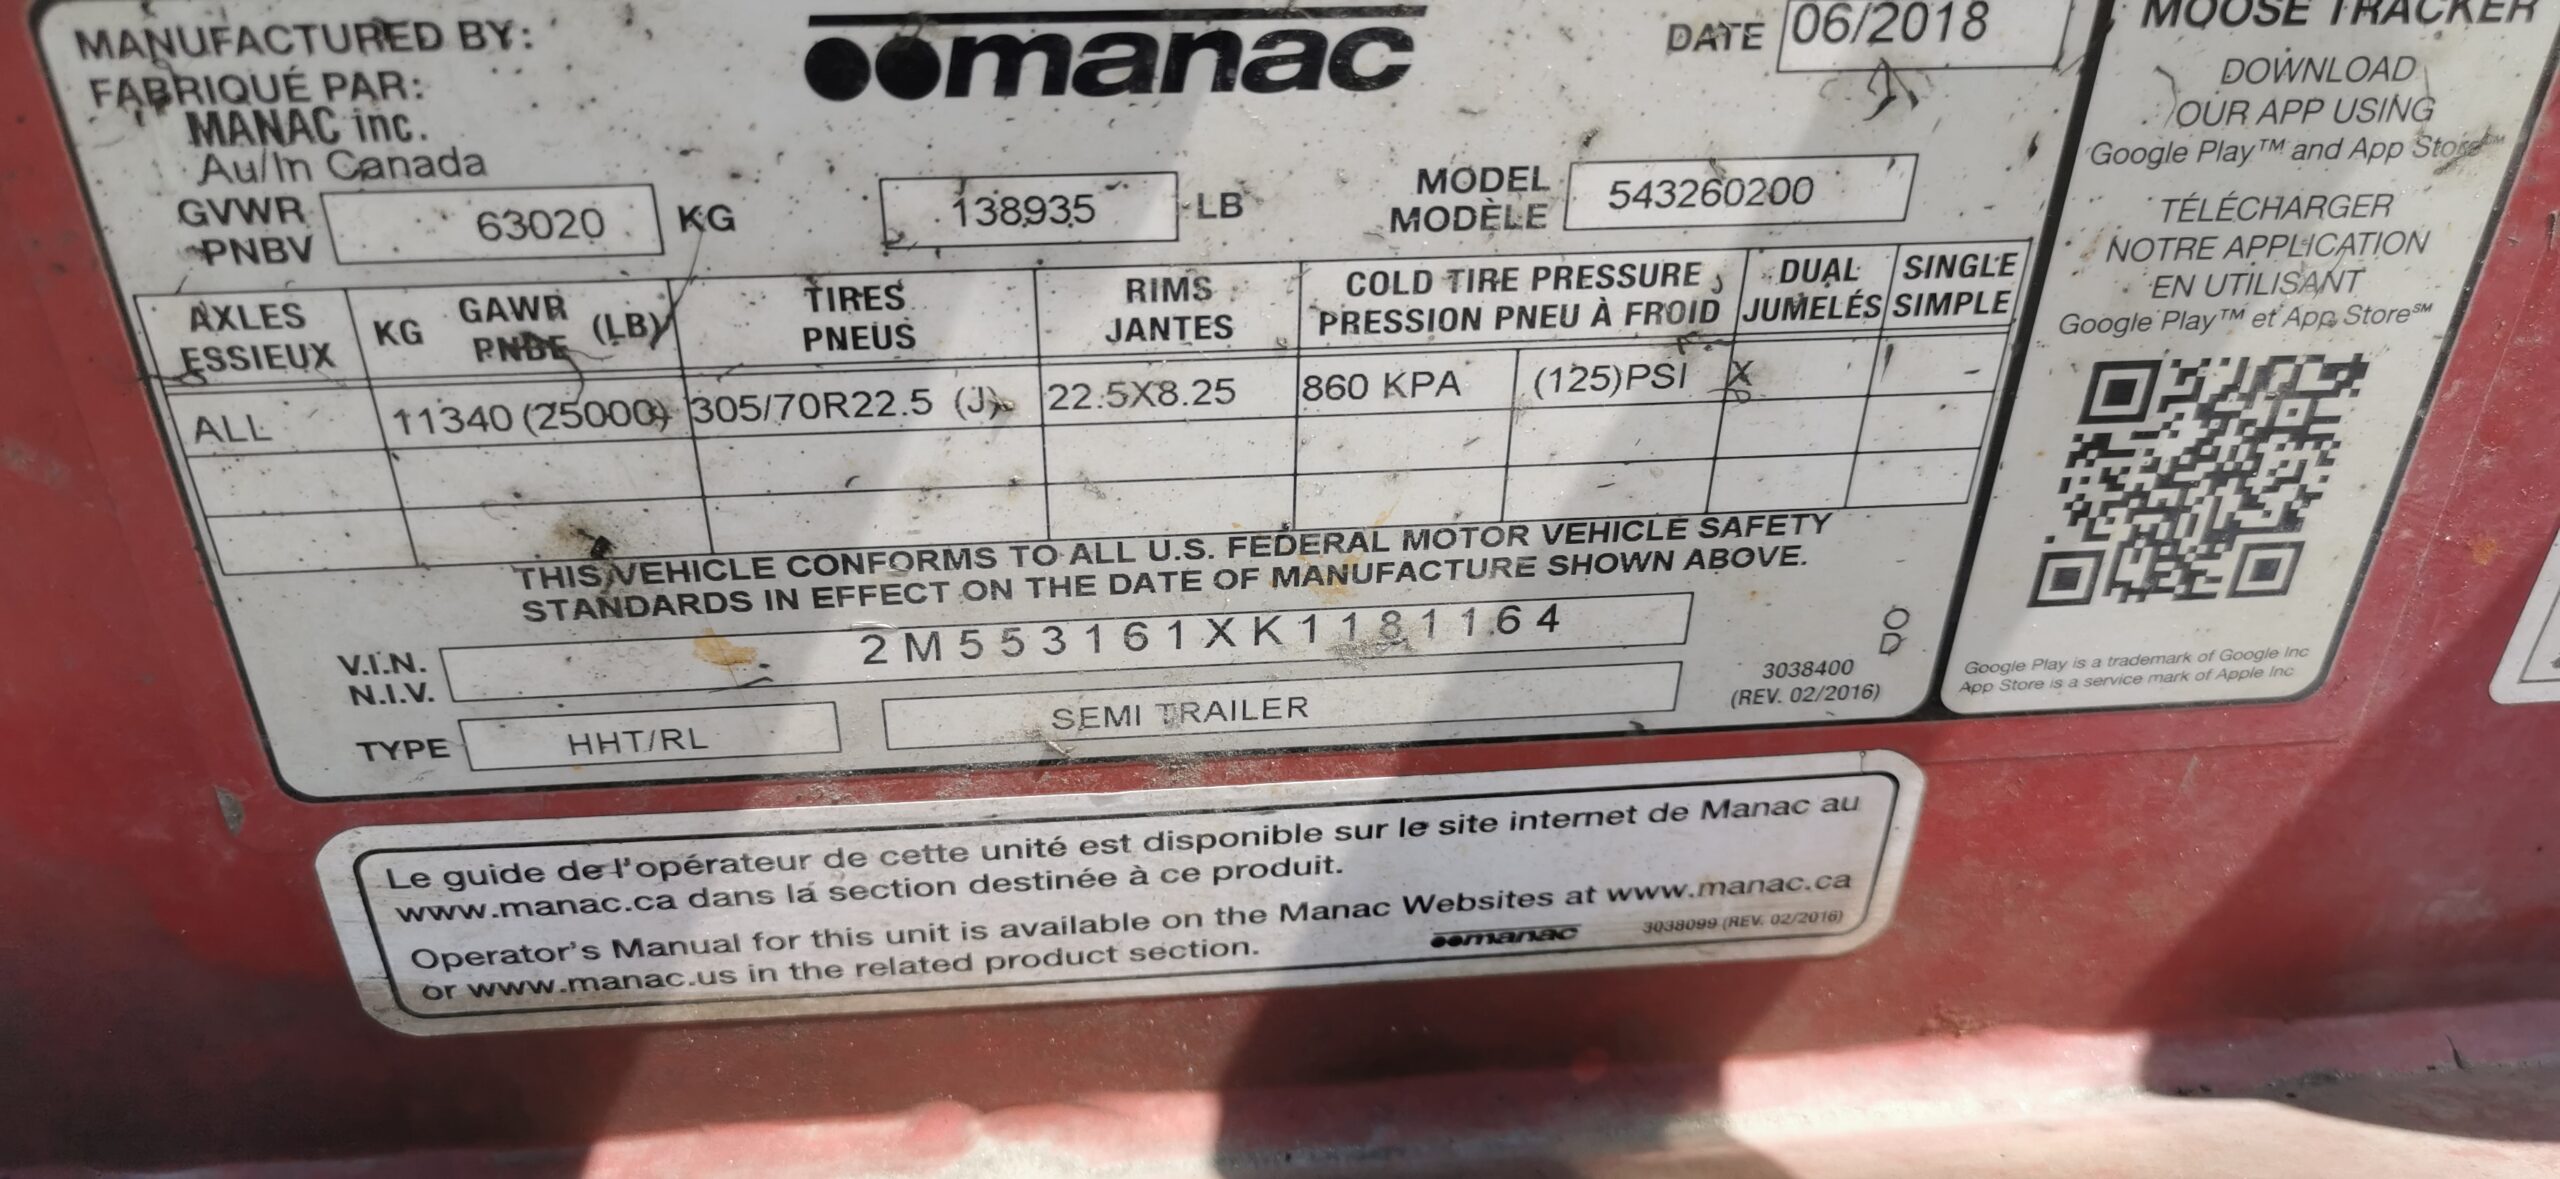 MANUFACTURED BY:
FABRIQUÉ PAR:
MANAC inc.
Au/In Canada
manac
DATE 06/2018
GVWR
PNBV
63020 KG
138935 LB
MODEL
MODÈLE
543260200
AXLES
ESSIEUX
KG GAWR (LB)
PNBE
TIRES
PNEUS
RIMS
JANTES
COLD TIRE PRESSURE
PRESSION PNEU À FROID
DUAL
JUMELÉS
SINGLE
SIMPLE
ALL 11340 (25000) 305/70R22.5 (J) 22.5X8.25 860 KPA (125)PSI X -
THIS VEHICLE CONFORMS TO ALL U.S. FEDERAL MOTOR VEHICLE SAFETY
STANDARDS IN EFFECT ON THE DATE OF MANUFACTURE SHOWN ABOVE.
V.I.N.
N.I.V.
2M553161XK1181164
TYPE HHT/RL SEMI TRAILER
3038400
(REV. 02/2016)
MOOSE TRACKER
DOWNLOAD
OUR APP USING
Google Play™ and App Store℠
TÉLÉCHARGER
NOTRE APPLICATION
EN UTILISANT
Google Play™ et App Store℠
Google Play is a trademark of Google Inc
App Store is a service mark of Apple Inc
Le guide de l'opérateur de cette unité est disponible sur le site internet de Manac au
www.manac.ca dans la section destinée à ce produit.
Operator's Manual for this unit is available on the Manac Websites at www.manac.ca
or www.manac.us in the related product section.
manac
3038099 (REV. 02/2016)